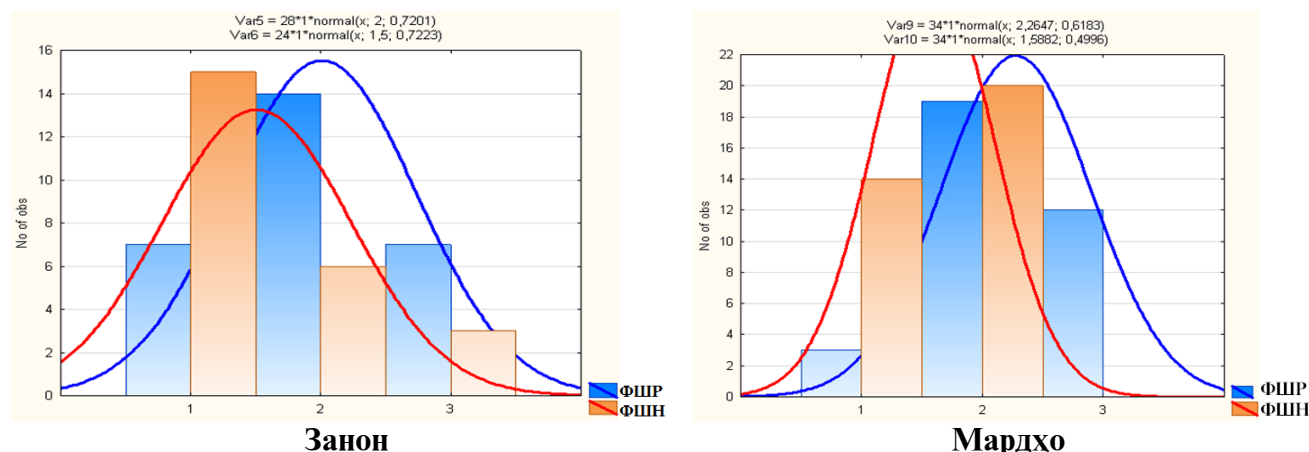 Var5 = 28*1*normal(x; 2; 0,7201)
Var6 = 24*1*normal(x; 1,5; 0,7223)
16
14
12
10
8
6
4
2
0
No of obs
1 2 3
ФШР
ФШН
Занон
Var9 = 34*1*normal(x; 2,2647; 0,6183)
Var10 = 34*1*normal(x; 1,5882; 0,4996)
22
20
18
16
14
12
10
8
6
4
2
0
No of obs
1 2 3
ФШР
ФШН
Мардхо